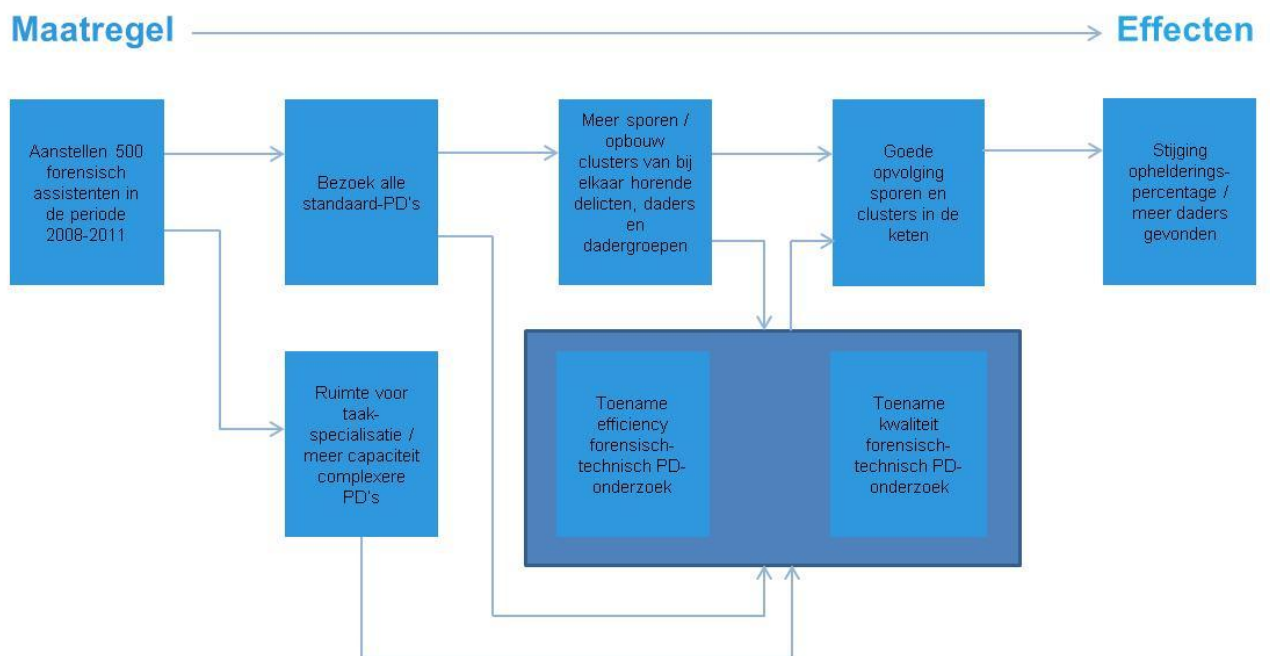 Maatregel
Effecten
Aanstellen 500
forensisch
assistenten in
de periode
2008-2011
Bezoek alle
standaard-PD's
Meer sporen /
opbouw
clusters van bij
elkaar horende
delicten, daders
en
dadergroepen
Goede
opvolging
sporen en
clusters in de
keten
Stijging
ophelderings-
percentage /
meer daders
gevonden
Ruimte voor
taak-
specialisatie /
meer capaciteit
complexere
PD's
Toename
efficiency
forensisch-
technisch PD-
onderzoek
Toename
kwaliteit
forensisch-
technisch PD-
onderzoek